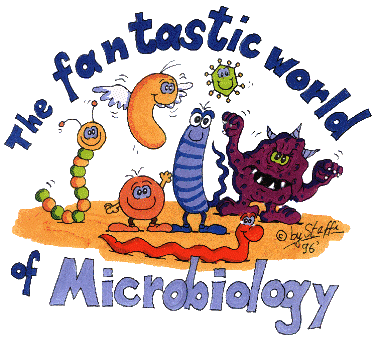 The fantastic world
© by Steffi
96'
of Microbiology